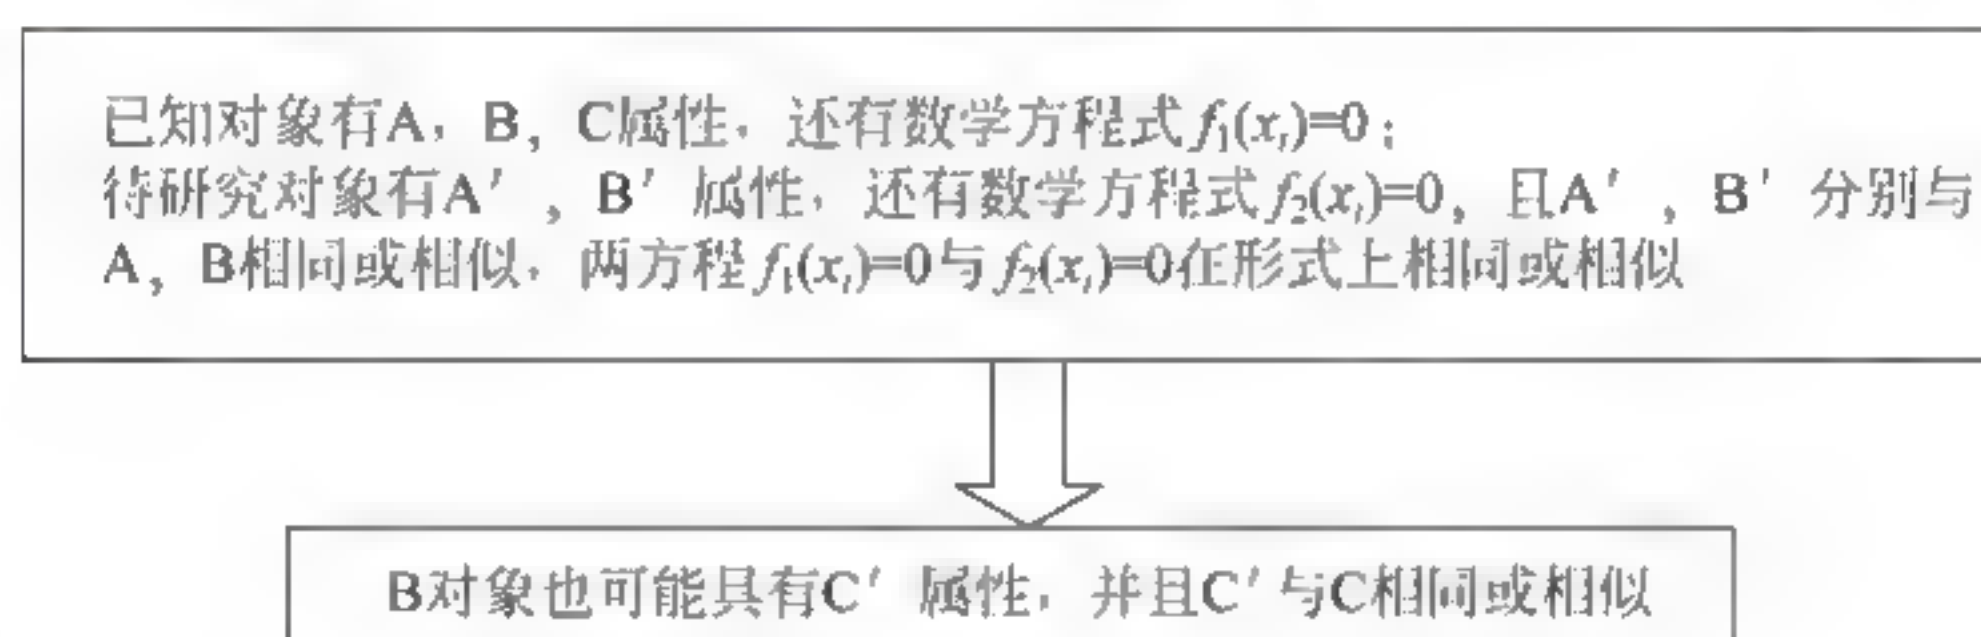 已知对象有A，B，C属性，还有数学方程式f₁(xᵢ)=0；
待研究对象有A′，B′属性，还有数学方程式f₂(xᵢ)=0，且A′，B′分别与
A，B相同或相似，两方程f₁(xᵢ)=0与f₂(xᵢ)=0在形式上相同或相似
B对象也可能具有C′属性，并且C′与C相同或相似